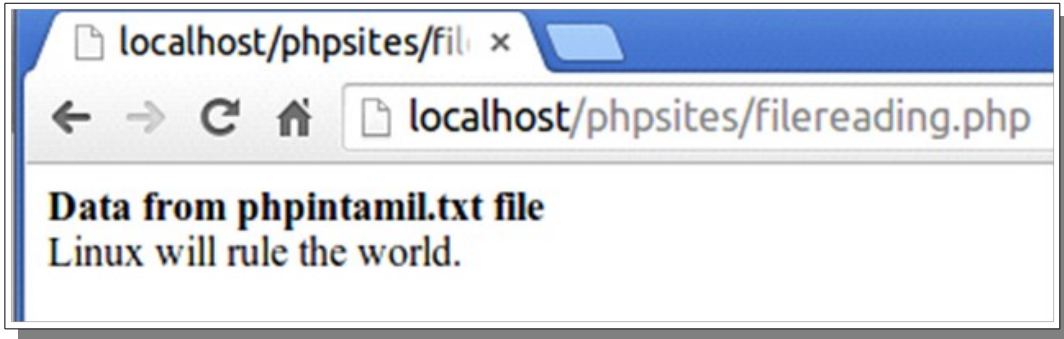 localhost/phpsites/fil
localhost/phpsites/filereading.php
Data from phpintamil.txt file
Linux will rule the world.